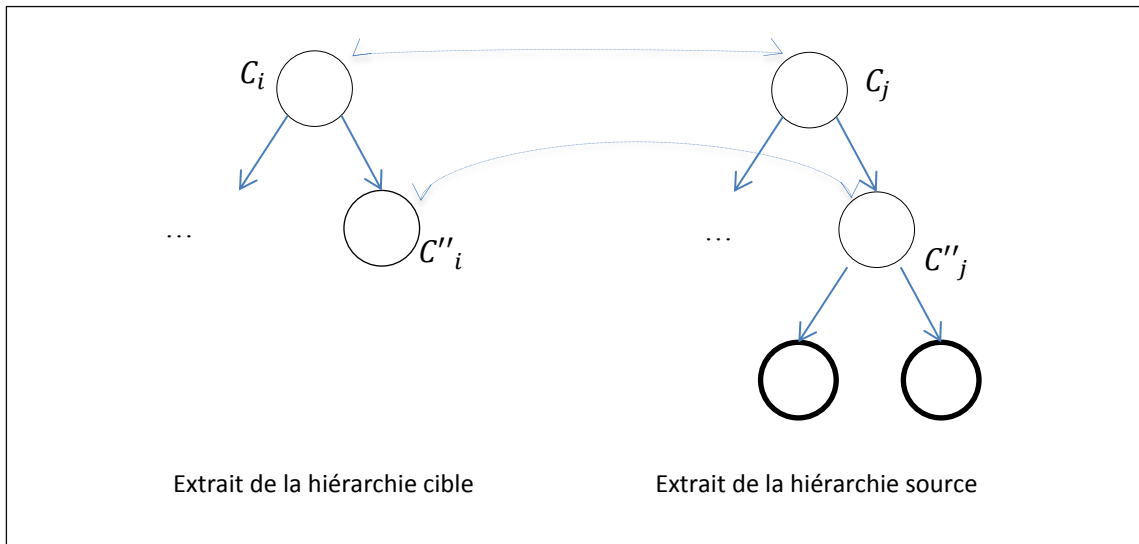 C_i
C_j
...
...
C''_i
C''_j
Extrait de la hiérarchie cible
Extrait de la hiérarchie source